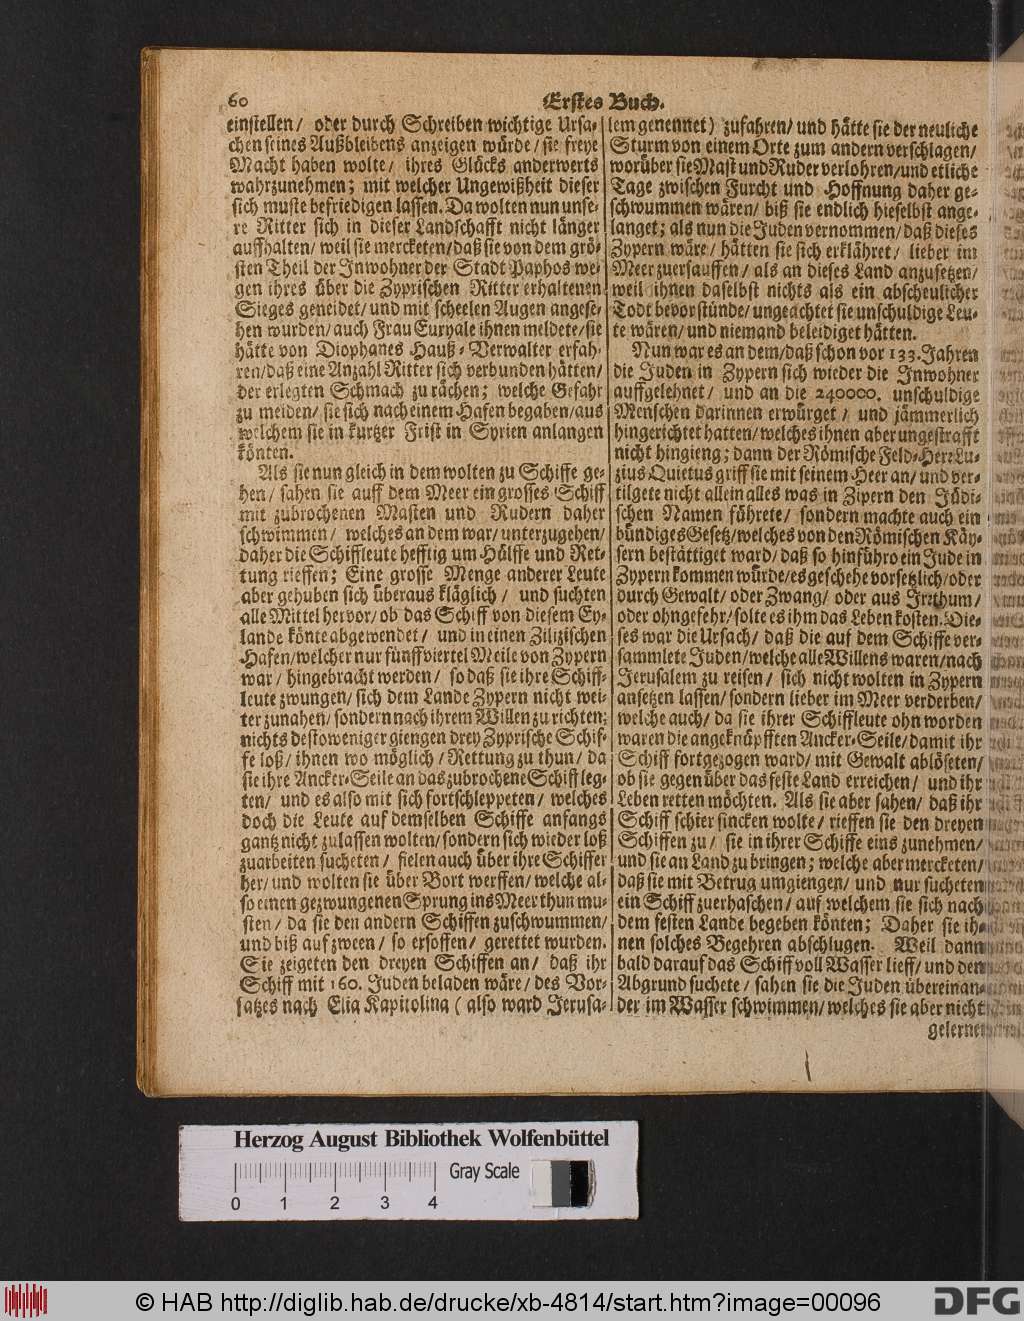 60
Erstes Buch.
einstellen/ oder durch Schreiben wichtige Ursa-
chen seines Außbleibens anzeigen würde/ sie freye
Macht haben wolte/ ihres Glücks anderwerts
wahrzunehmen; mit welcher Ungewißheit dieser
sich muste befriedigen lassen. Da wolten nun unse-
re Ritter sich in dieser Landschafft nicht länger
auffhalten/ weil sie mercketen/ daß sie von dem grö-
sten Theil der Inwohner der Stadt Paphos we-
gen ihres über die Zyprischen Ritter erhaltenen
Sieges geneidet/ und mit scheelen Augen angese-
hen wurden/ auch Frau Euryale ihnen meldete/ sie
hätte von Diophanes Hauß-Verwalter erfah-
ren/ daß eine Anzahl Ritter sich verbunden hätten/
der erlegten Schmach zu rächen; welche Gefahr
zu meiden/ sie sich nach einem Hafen begaben/ aus
welchem sie in kurtzer Frist in Syrien anlangen
könten.
Als sie nun gleich in dem wolten zu Schiffe ge-
hen/ sahen sie auff dem Meer ein grosses Schiff
mit zubrochenen Masten und Rudern daher
schwimmen/ welches an dem war/ unterzugehen/
daher die Schiffleute hefftig um Hülffe und Ret-
tung rieffen; Eine grosse Menge anderer Leute
aber gehuben sich überaus kläglich/ und suchten
alle Mittel hervor/ ob das Schiff von diesem Ey-
lande könte abgewendet/ und in einen Zilizischen
Hafen/ welcher nur fünff viertel Meile von Zypern
war/ hingebracht werden/ so daß sie ihre Schiff-
leute zwungen/ sich dem Lande Zypern nicht wei-
ter zunahen/ sondern nach ihrem Willen zu richten;
nichts destoweniger giengen drey Zyprische Schif-
fe loß/ ihnen wo möglich/ Rettung zu thun/ da
sie ihre Ancker-Seile an das zubrochene Schiff leg-
ten/ und es also mit sich fortschleppeten/ welches
doch die Leute auf demselben Schiffe anfangs
gantz nicht zulassen wolten/ sondern sich wieder loß
zuarbeiten sucheten/ fielen auch über ihre Schiffer
her/ und wolten sie über Bort werffen/ welche al-
so einen gezwungenen Sprung ins Meer thun mu-
sten/ da sie den andern Schiffen zuschwummen/
und biß auf zween/ so ersoffen/ gerettet wurden.
Sie zeigeten den dreyen Schiffen an/ daß ihr
Schiff mit 160. Juden beladen wäre/ des Vor-
satzes nach Elia Kapitolina ( also ward Jerusa-
lem genennet) zufahren/ und hätte sie der neuliche
Sturm von einem Orte zum andern verschlagen/
worüber sie Mast und Ruder verlohren/ und etliche
Tage zwischen Furcht und Hoffnung daher ge-
schwummen wären/ biß sie endlich hieselbst ange-
langet; als nun die Juden vernommen/ daß dieses
Zypern wäre/ hätten sie sich erklähret/ lieber im
Meer zuersauffen/ als an dieses Land anzusetzen/
weil ihnen daselbst nichts als ein abscheulicher
Todt bevorstünde/ ungeachtet sie unschuldige Leu-
te wären/ und niemand beleidiget hätten.
Nun war es an dem/ daß schon vor 133. Jahren
die Juden in Zypern sich wieder die Inwohner
auffgelehnet/ und an die 240000. unschuldige
Menschen darinnen erwürget/ und jämmerlich
hingerichtet hatten/ welches ihnen aber ungestrafft
nicht hingieng; dann der Römische Feld-Herr Lu-
zius Quietus griff sie mit seinem Heer an/ und ver-
tilgete nicht allein alles was in Zipern den Jüdi-
schen Namen führete/ sondern machte auch ein
bündiges Gesetz/ welches von den Römischen Käy-
sern bestättiget ward/ daß so hinführo ein Jude in
Zypern kommen würde/ es geschehe vorsetzlich/ oder
durch Gewalt/ oder Zwang/ oder aus Irrthum/
oder ohngefehr/ solte es ihm das Leben kosten. Die-
ses war die Ursach/ daß die auf dem Schiffe ver-
sammlete Juden/ welche alle Willens waren/ nach
Jerusalem zu reisen/ sich nicht wolten in Zypern
ansetzen lassen/ sondern lieber im Meer verderben/
welche auch/ da sie ihrer Schiffleute ohn worden
waren die angeknüpfften Ancker-Seile/ damit ihr
Schiff fortgezogen ward/ mit Gewalt ablöseten/
ob sie gegen über das feste Land erreichen/ und ihr
Leben retten möchten. Als sie aber sahen/ daß ihr
Schiff schier sincken wolte/ rieffen sie den dreyen
Schiffen zu/ sie in ihrer Schiffe eins zunehmen/
und sie an Land zu bringen; welche aber mercketen/
daß sie mit Betrug umgiengen/ und nur sucheten
ein Schiff zuerhaschen/ auf welchem sie sich nach
dem festen Lande begeben könten; Daher sie ih-
nen solches Begehren abschlugen. Weil dann
bald darauf das Schiff voll Wasser lieff/ und den
Abgrund suchete/ sahen sie die Juden übereinan-
der im Wasser schwimmen/ welches sie aber nicht
gelernet
Herzog August Bibliothek Wolfenbüttel
Gray Scale
0 1 2 3 4
© HAB http://diglib.hab.de/drucke/xb-4814/start.htm?image=00096
DFG